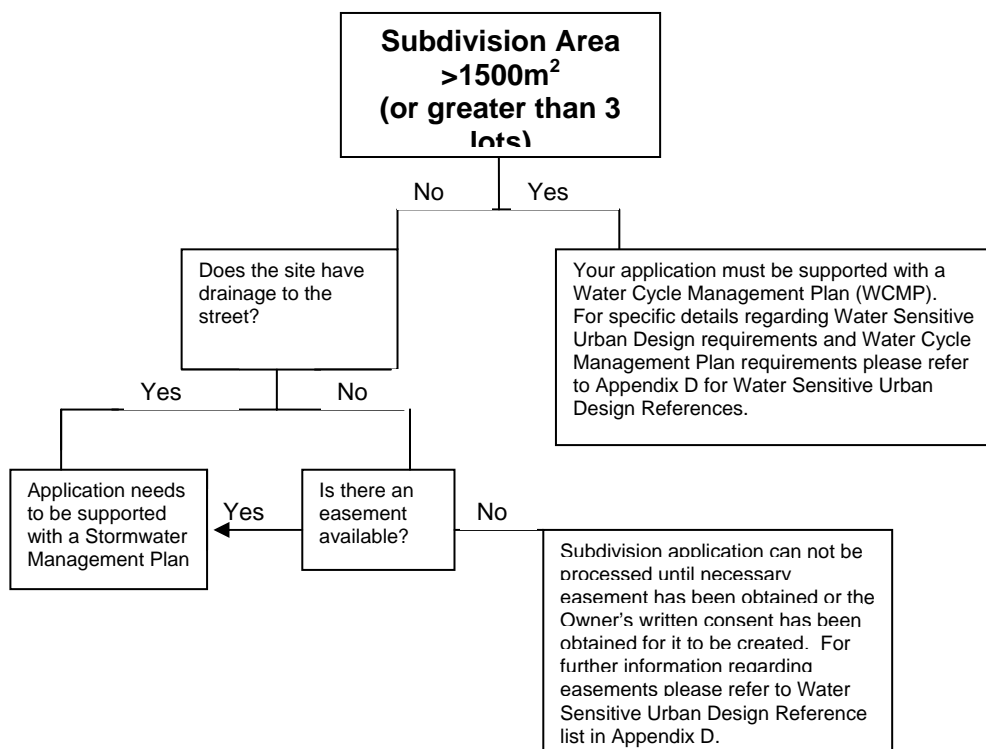 Subdivision Area
>1500m²
(or greater than 3
lots)
No
Yes
Does the site have
drainage to the
street?
Your application must be supported with a
Water Cycle Management Plan (WCMP).
For specific details regarding Water Sensitive
Urban Design requirements and Water Cycle
Management Plan requirements please refer
to Appendix D for Water Sensitive Urban
Design References.
Yes
No
Application needs
to be supported
with a Stormwater
Management Plan
Yes
Is there an
easement
available?
No
Subdivision application can not be
processed until necessary
easement has been obtained or the
Owner's written consent has been
obtained for it to be created. For
further information regarding
easements please refer to Water
Sensitive Urban Design Reference
list in Appendix D.